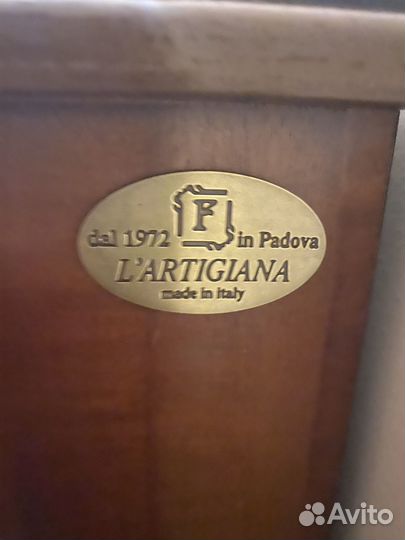 F
dal 1972 in Padova
L'ARTIGIANA
made in italy
Avito